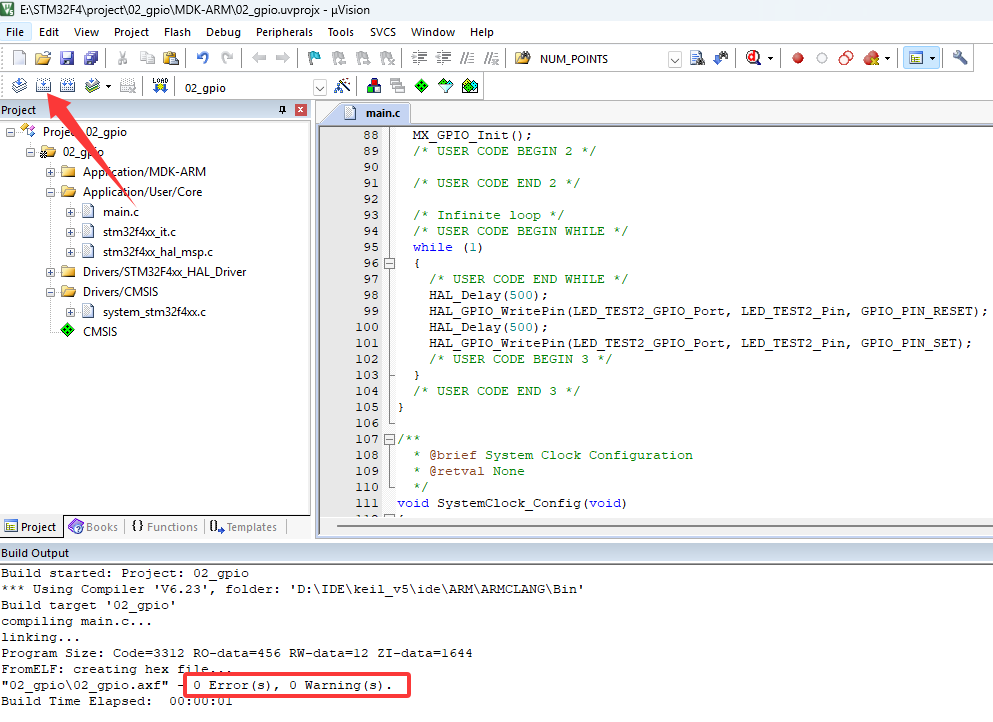 E:\STM32F4\project\02_gpio\MDK-ARM\02_gpio.uvprojx - µVision
File Edit View Project Flash Debug Peripherals Tools SVCS Window Help
NUM_POINTS
LOAD 02_gpio
Project
main.c
Project: 02_gpio
02_gpio
Application/MDK-ARM
Application/User/Core
main.c
stm32f4xx_it.c
stm32f4xx_hal_msp.c
Drivers/STM32F4xx_HAL_Driver
Drivers/CMSIS
system_stm32f4xx.c
CMSIS
88 MX_GPIO_Init();
89 /* USER CODE BEGIN 2 */
90
91 /* USER CODE END 2 */
92
93 /* Infinite loop */
94 /* USER CODE BEGIN WHILE */
95 while (1)
96 {
97 /* USER CODE END WHILE */
98 HAL_Delay(500);
99 HAL_GPIO_WritePin(LED_TEST2_GPIO_Port, LED_TEST2_Pin, GPIO_PIN_RESET);
100 HAL_Delay(500);
101 HAL_GPIO_WritePin(LED_TEST2_GPIO_Port, LED_TEST2_Pin, GPIO_PIN_SET);
102 /* USER CODE BEGIN 3 */
103 }
104 /* USER CODE END 3 */
105 }
106
107 /**
108 * @brief System Clock Configuration
109 * @retval None
110 */
111 void SystemClock_Config(void)
Project Books {} Functions Templates
Build Output
Build started: Project: 02_gpio
*** Using Compiler 'V6.23', folder: 'D:\IDE\keil_v5\ide\ARM\ARMCLANG\Bin'
Build target '02_gpio'
compiling main.c...
linking...
Program Size: Code=3312 RO-data=456 RW-data=12 ZI-data=1644
FromELF: creating hex file...
"02_gpio\02_gpio.axf" - 0 Error(s), 0 Warning(s).
Build Time Elapsed: 00:00:01